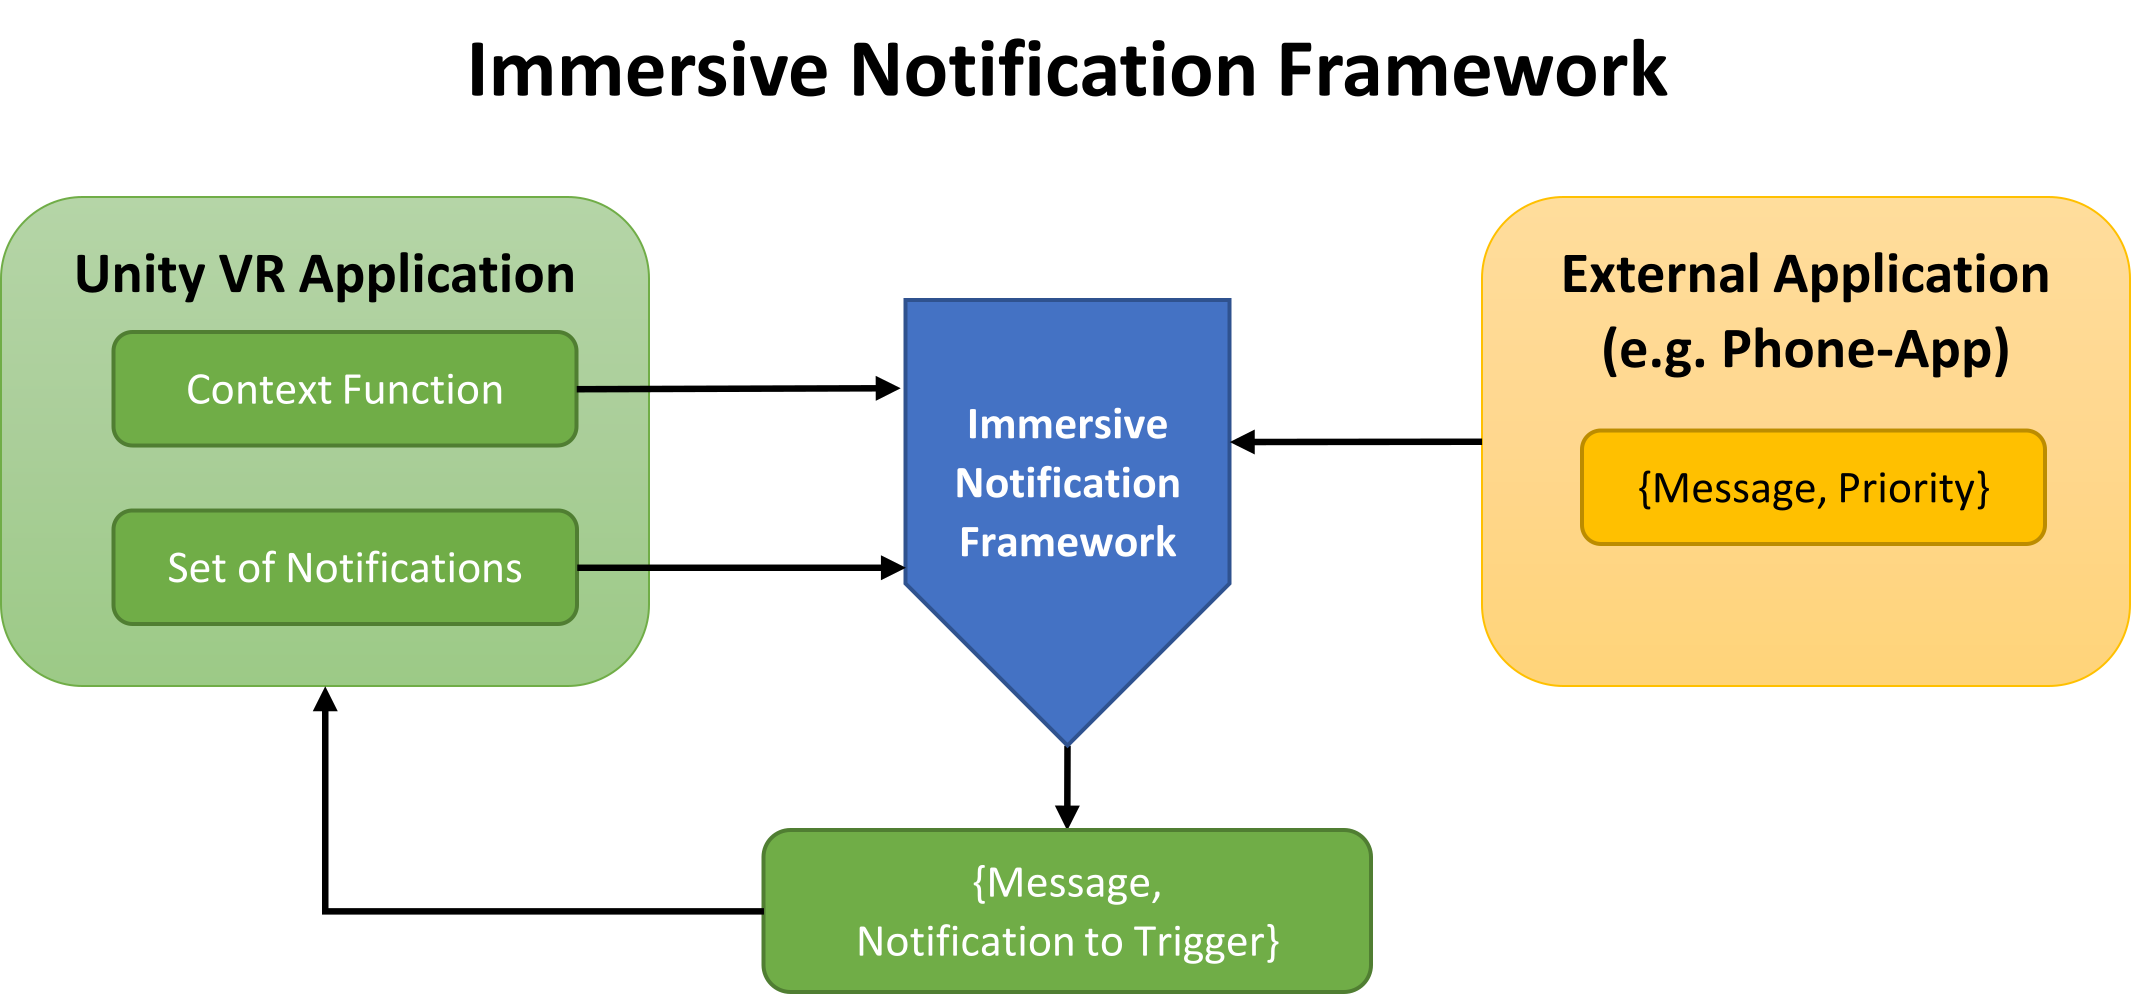 Immersive Notification Framework
Unity VR Application
Context Function
Set of Notifications
Immersive
Notification
Framework
External Application
(e.g. Phone-App)
{Message, Priority}
{Message,
Notification to Trigger}